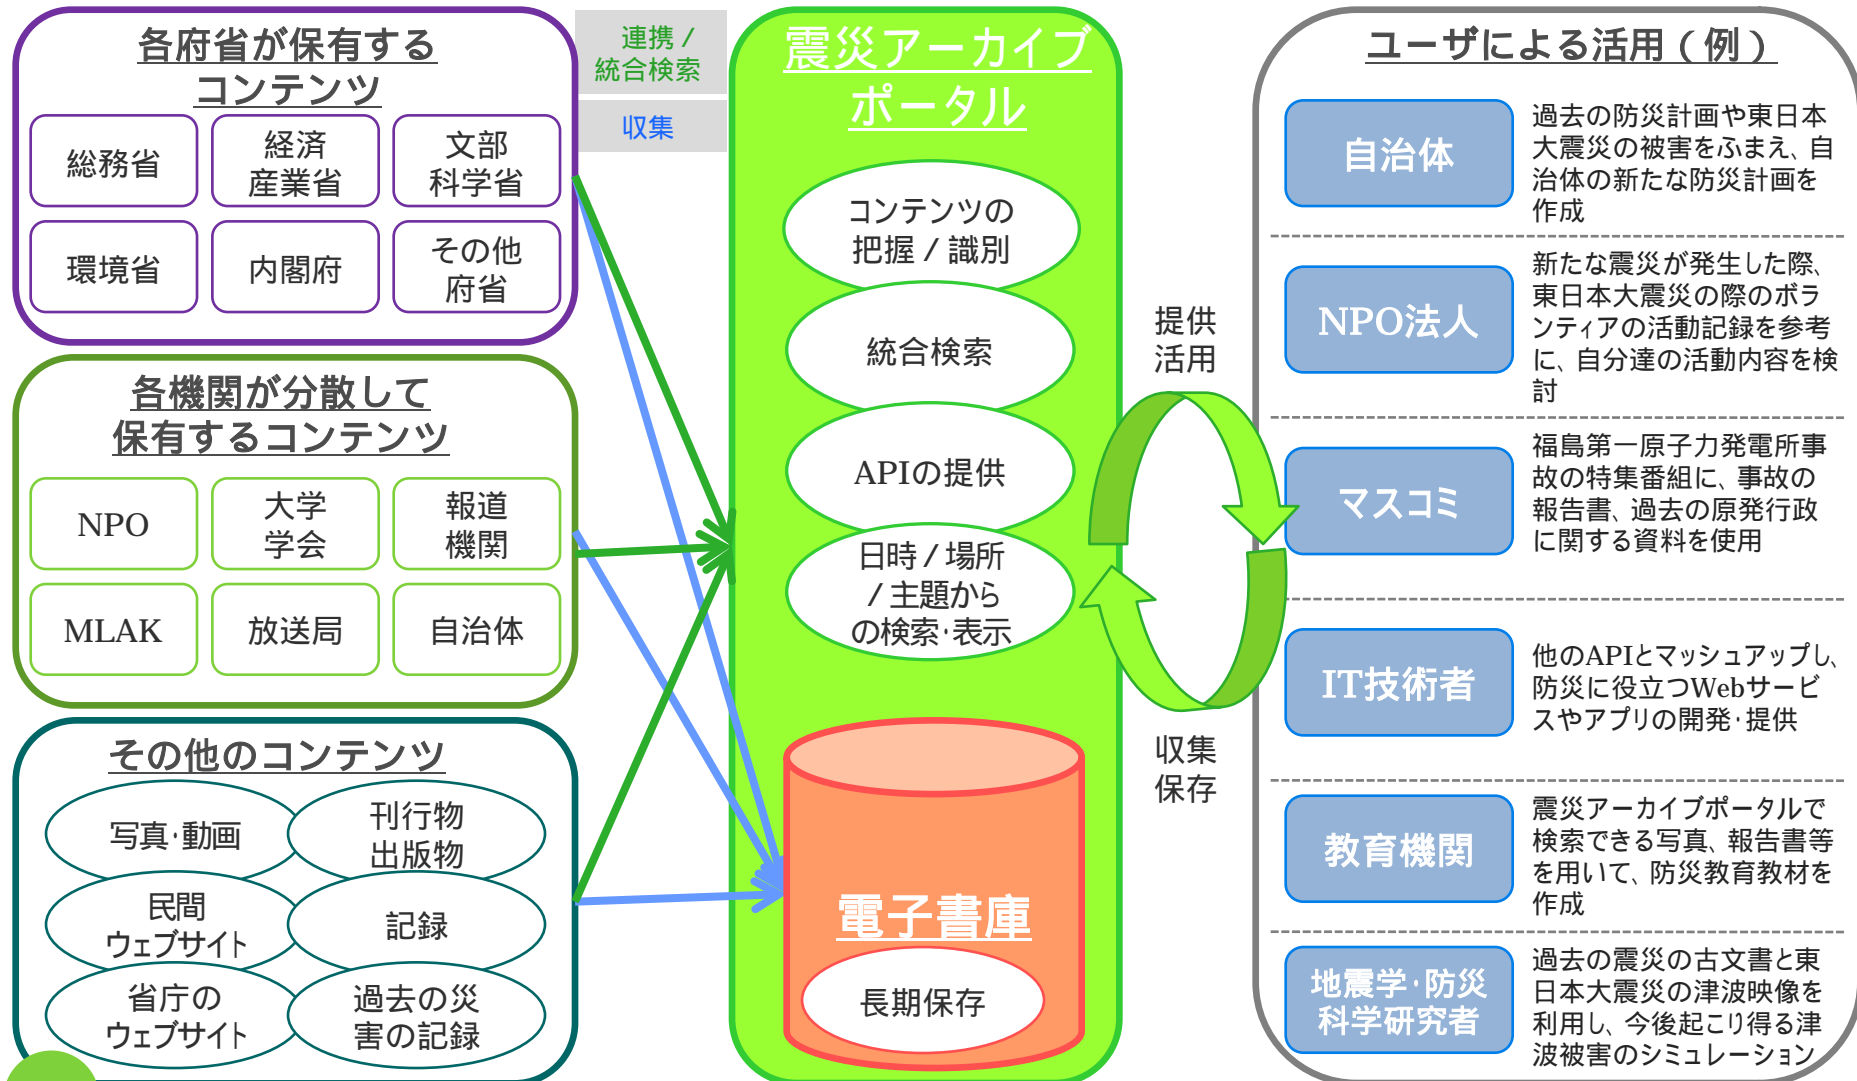 各府省が保有する
コンテンツ
総務省
経済
産業省
文部
科学省
環境省
内閣府
その他
府省
各機関が分散して
保有するコンテンツ
NPO
大学
学会
報道
機関
MLAK
放送局
自治体
その他のコンテンツ
写真・動画
刊行物
出版物
民間
ウェブサイト
記録
省庁の
ウェブサイト
過去の災
害の記録
連携/
統合検索
収集
震災アーカイブ
ポータル
コンテンツの
把握/識別
統合検索
APIの提供
日時/場所
/主題から
の検索・表示
電子書庫
長期保存
提供
活用
収集
保存
ユーザによる活用(例)
自治体
過去の防災計画や東日本
大震災の被害をふまえ、自
治体の新たな防災計画を
作成
NPO法人
新たな震災が発生した際、
東日本大震災の際のボラ
ンティアの活動記録を参考
に、自分達の活動内容を検
討
マスコミ
福島第一原子力発電所事
故の特集番組に、事故の
報告書、過去の原発行政
に関する資料を使用
IT技術者
他のAPIとマッシュアップし、
防災に役立つWebサービ
スやアプリの開発・提供
教育機関
震災アーカイブポータルで
検索できる写真、報告書等
を用いて、防災教育教材を
作成
地震学・防災
科学研究者
過去の震災の古文書と東
日本大震災の津波映像を
利用し、今後起こり得る津
波被害のシミュレーション